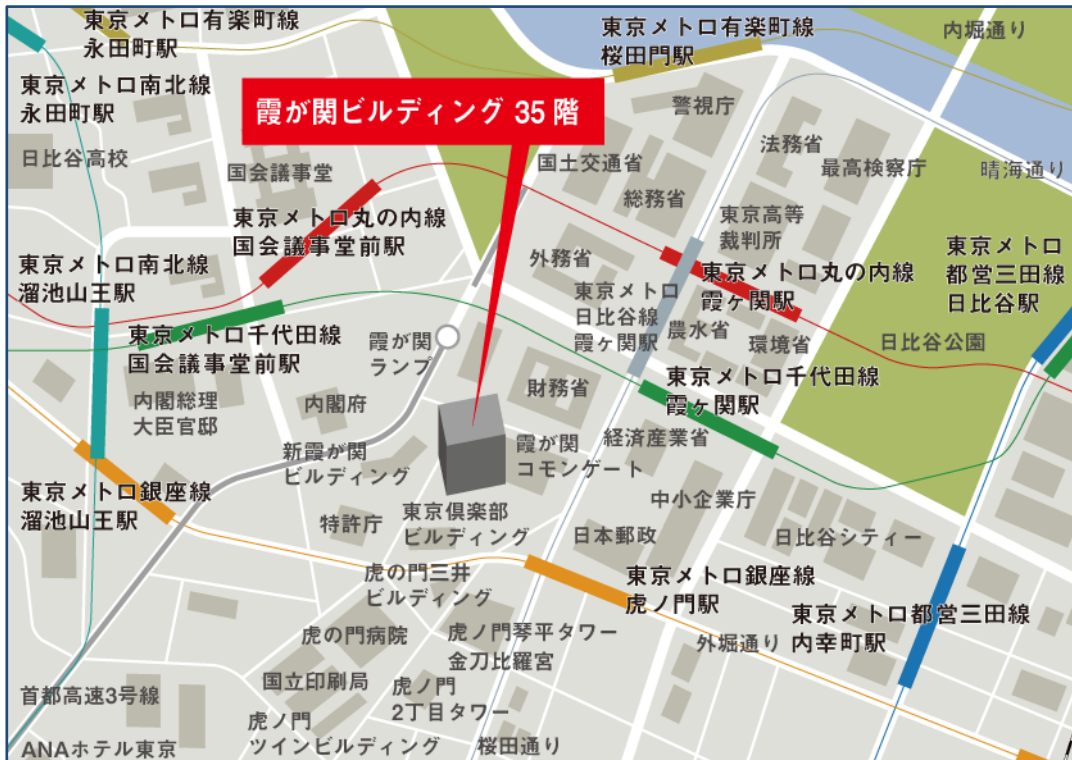 東京メトロ有楽町線
永田町駅
東京メトロ有楽町線
桜田門駅
内堀通り
東京メトロ南北線
永田町駅
霞が関ビルディング 35 階
警視庁
日比谷高校
国会議事堂
国土交通省
法務省
最高検察庁
晴海通り
総務省
東京メトロ丸の内線
国会議事堂前駅
東京高等
裁判所
外務省
東京メトロ
都営三田線
日比谷駅
東京メトロ南北線
溜池山王駅
東京メトロ丸の内線
霞ヶ関駅
東京メトロ
日比谷線
霞ヶ関駅
農水省
環境省
日比谷公園
東京メトロ千代田線
国会議事堂前駅
霞が関
ランプ
東京メトロ千代田線
霞ヶ関駅
財務省
内閣総理
大臣官邸
内閣府
新霞が関
ビルディング
霞が関
コモンゲート
経済産業省
東京メトロ銀座線
溜池山王駅
特許庁
東京倶楽部
ビルディング
中小企業庁
日本郵政
日比谷シティー
虎の門三井
ビルディング
東京メトロ銀座線
虎ノ門駅
東京メトロ都営三田線
内幸町駅
虎の門病院
虎ノ門琴平タワー
金刀比羅宮
外堀通り
首都高速3号線
国立印刷局
虎ノ門
2丁目タワー
虎ノ門
ツインビルディング
桜田通り
ANAホテル東京